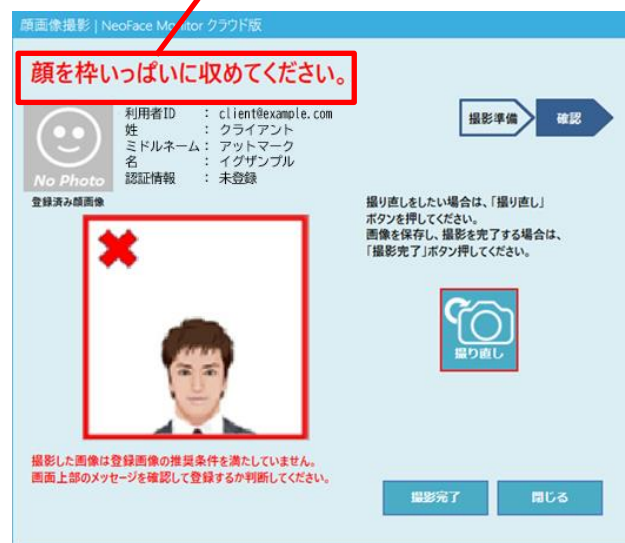 顔画像撮影 | NeoFace Monitor クラウド版
顔を枠いっぱいに収めてください。
利用者ID : client@example.com
姓 : クライアント
ミドルネーム : アットマーク
名 : イグザンプル
認証情報 : 未登録
No Photo
登録済み顔画像
撮影準備
確認
撮り直しをしたい場合は、「撮り直し」
ボタンを押してください。
画像を保存し、撮影を完了する場合は、
「撮影完了」ボタン押してください。
撮り直し
撮影した画像は登録画像の推奨条件を満たしていません。
画面上部のメッセージを確認して登録するか判断してください。
撮影完了
閉じる